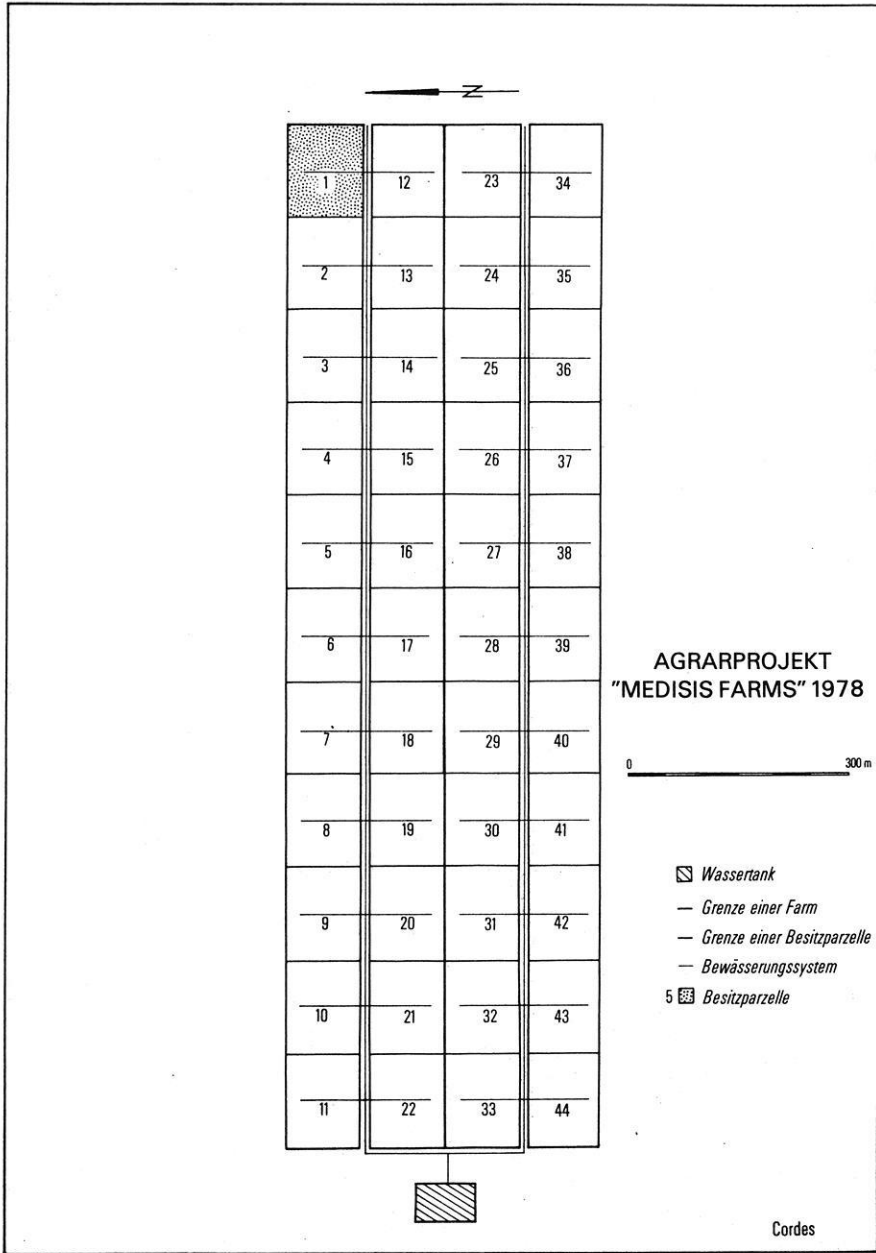 N
1 12 23 34
2 13 24 35
3 14 25 36
4 15 26 37
5 16 27 38
6 17 28 39
7 18 29 40
8 19 30 41
9 20 31 42
10 21 32 43
11 22 33 44
AGRARPROJEKT
"MEDISIS FARMS" 1978
0 300 m
Wassertank
Grenze einer Farm
Grenze einer Besitzparzelle
Bewässerungssystem
5 Besitzparzelle
Cordes